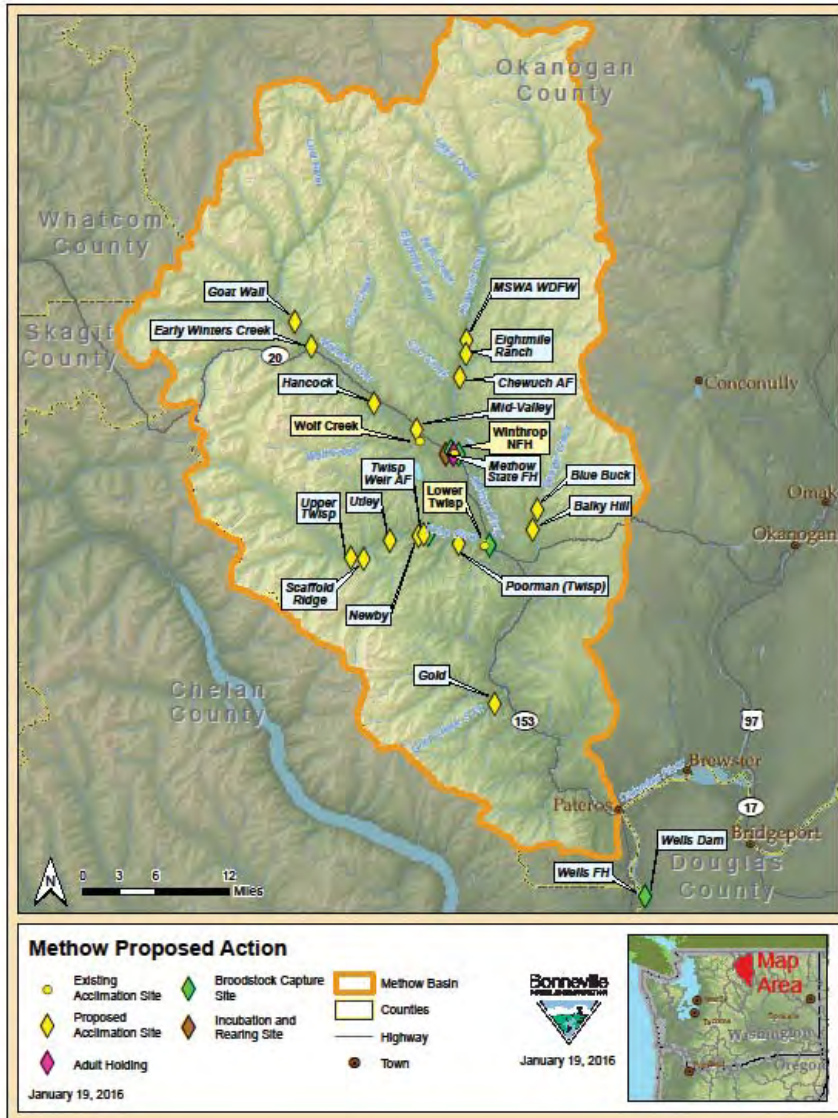 Okanogan
County
Whatcom
County
Skagit
County
Goat Wall
Early Winters Creek
20
Hancock
Wolf Creek
MSWA WDFW
Eightmile
Ranch
Chewuch AF
Mid-Valley
Winthrop
NFH
Methow
State FH
Conconully
Twisp
Weir AF
Lower
Twisp
Blue Buck
Balky Hill
Omak
Okanogan
Upper
Twisp
Utley
Scaffold
Ridge
Newby
Poorman (Twisp)
Chelan
County
Gold
153
97
Brewster
Pateros
17
Bridgeport
Wells Dam
Wells FH
Douglas
County
N
0 3 6 12
Miles
Methow Proposed Action
Existing
Acclimation Site
Proposed
Acclimation Site
Adult Holding
Broodstock Capture
Site
Incubation and
Rearing Site
Methow Basin
Counties
Highway
Town
Bonneville
January 19, 2016
January 19, 2016
Map
Area
Washington
Oregon